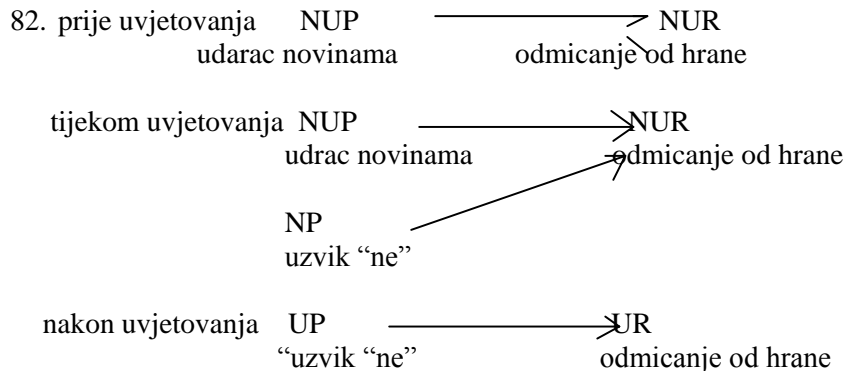 82. prije uvjetovanja NUP NUR
udarac novinama odmicanje od hrane
tijekom uvjetovanja NUP NUR
udrac novinama odmicanje od hrane
NP
uzvik “ne”
nakon uvjetovanja UP UR
“uzvik “ne” odmicanje od hrane